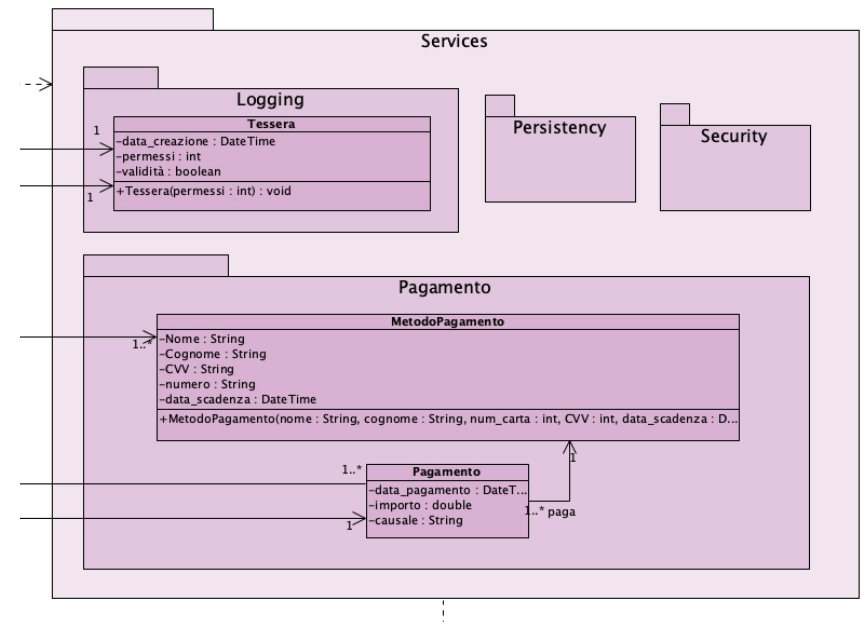 Services
Logging
Tessera
1
-data_creazione : DateTime
-permessi : int
-validità : boolean
1
+Tessera(permessi : int) : void
Persistency
Security
Pagamento
MetodoPagamento
1..*
-Nome : String
-Cognome : String
-CVV : String
-numero : String
-data_scadenza : DateTime
+MetodoPagamento(nome : String, cognome : String, num_carta : int, CVV : int, data_scadenza : D...
1
1..*
Pagamento
-data_pagamento : DateT...
-importo : double
1..* paga
1
-causale : String